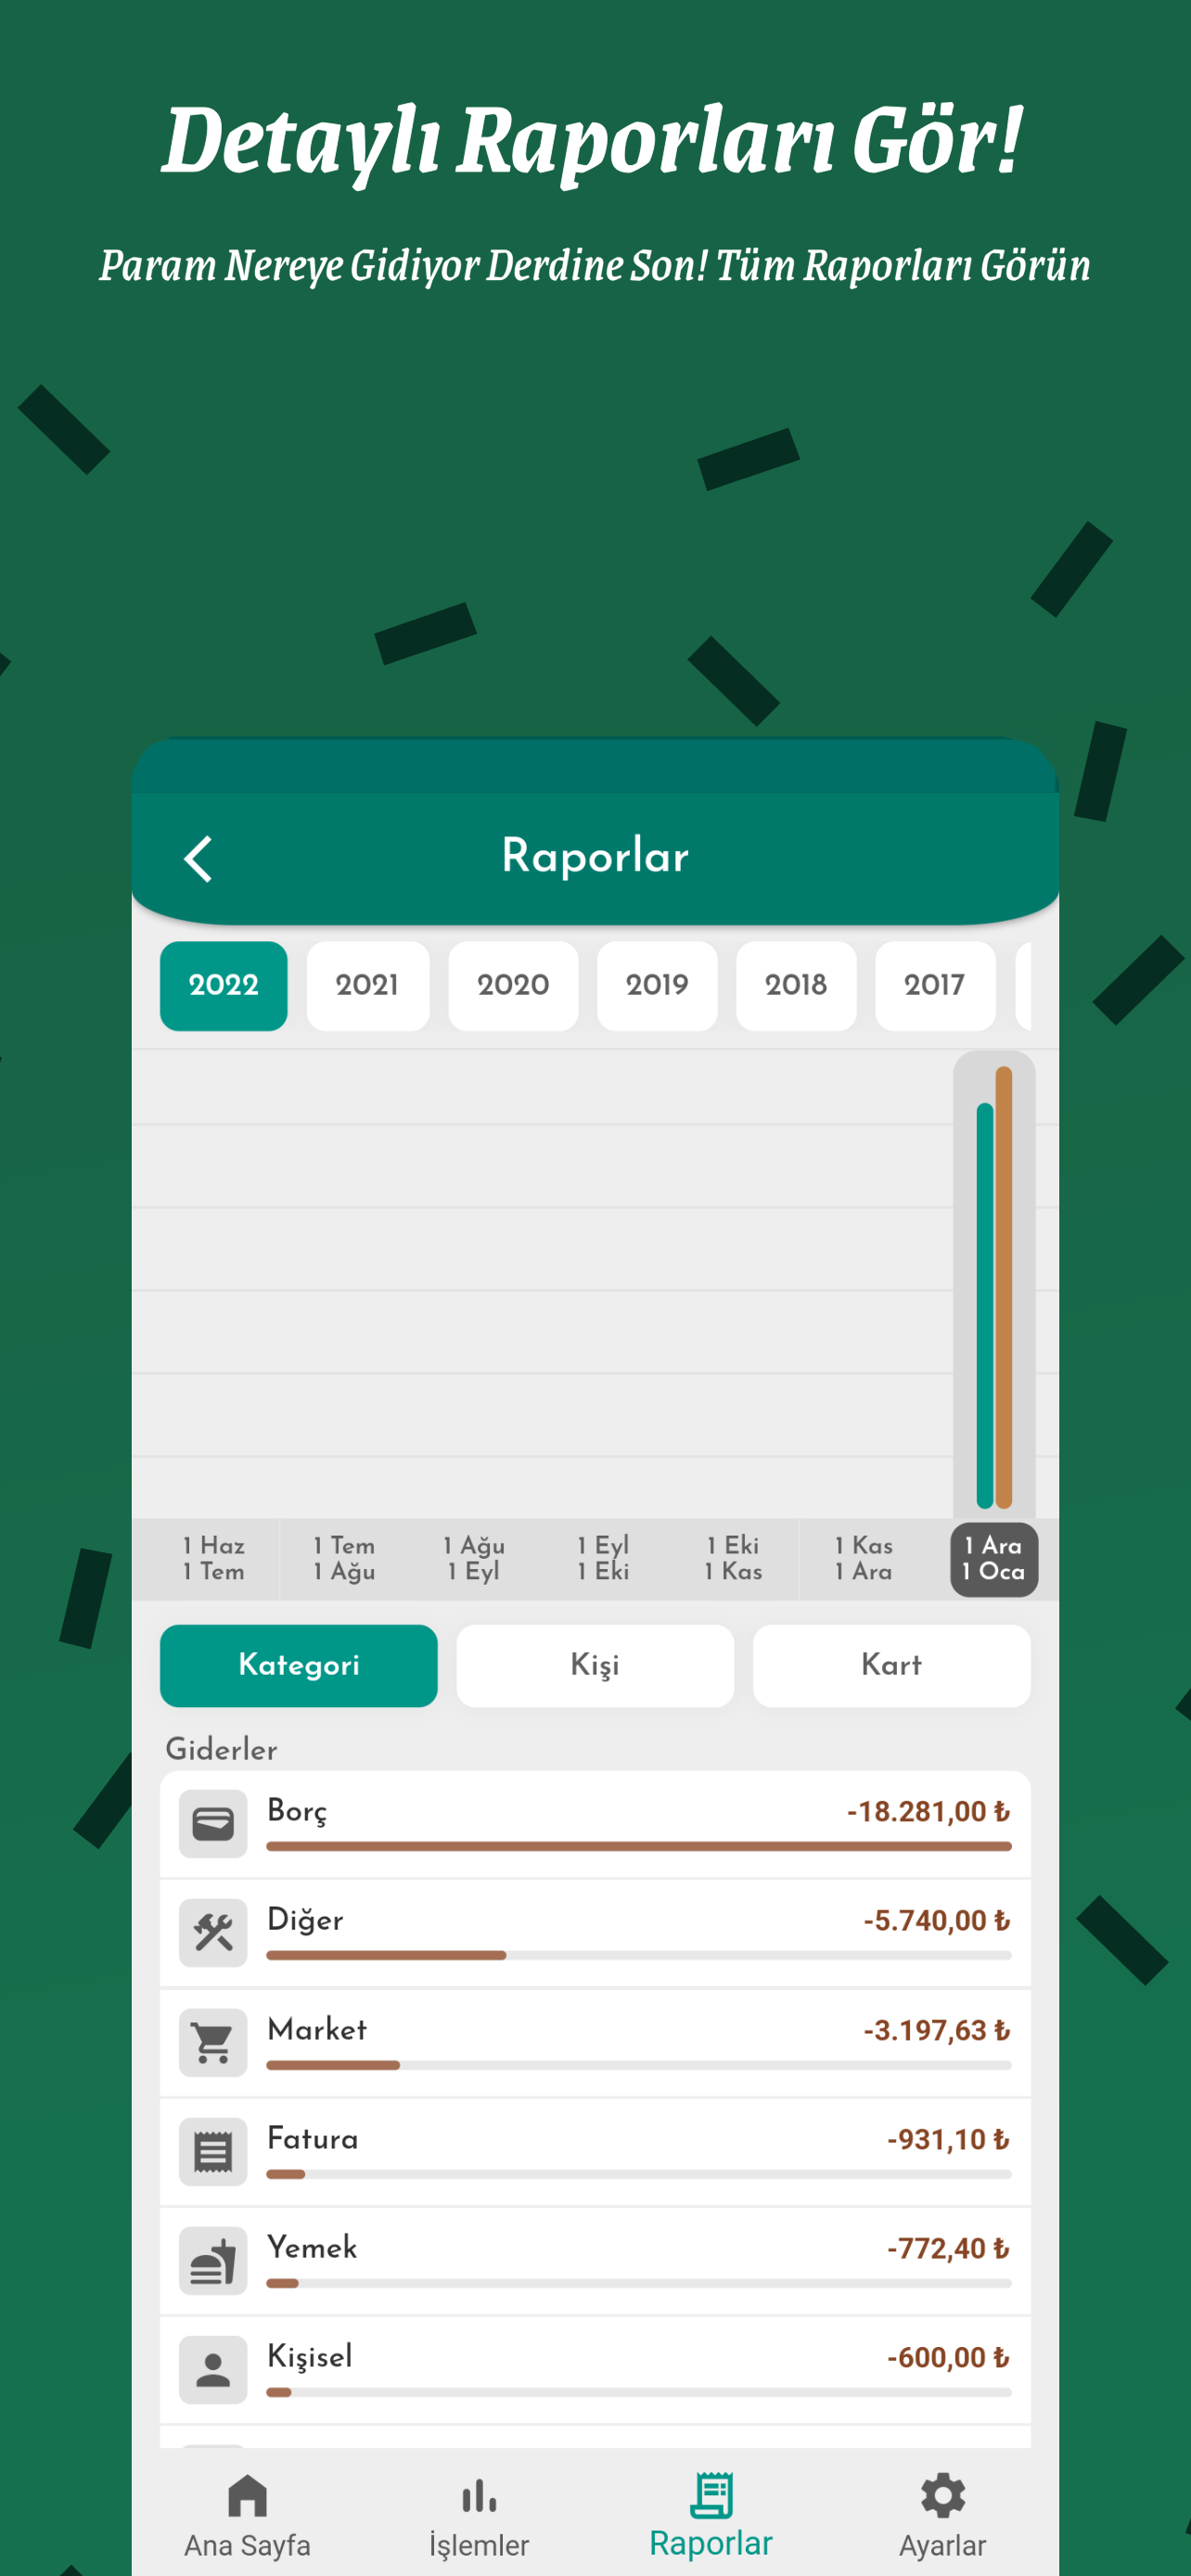 Detaylı Raporları Gör!
Param Nereye Gidiyor Derdine Son! Tüm Raporları Görün
Raporlar
2022 2021 2020 2019 2018 2017
1 Haz 1 Tem 1 Ağu 1 Eyl 1 Eki 1 Kas 1 Ara
1 Tem 1 Ağu 1 Eyl 1 Eki 1 Kas 1 Ara 1 Oca
Kategori Kişi Kart
Giderler
Borç -18.281,00 ₺
Diğer -5.740,00 ₺
Market -3.197,63 ₺
Fatura -931,10 ₺
Yemek -772,40 ₺
Kişisel -600,00 ₺
Ana Sayfa İşlemler Raporlar Ayarlar